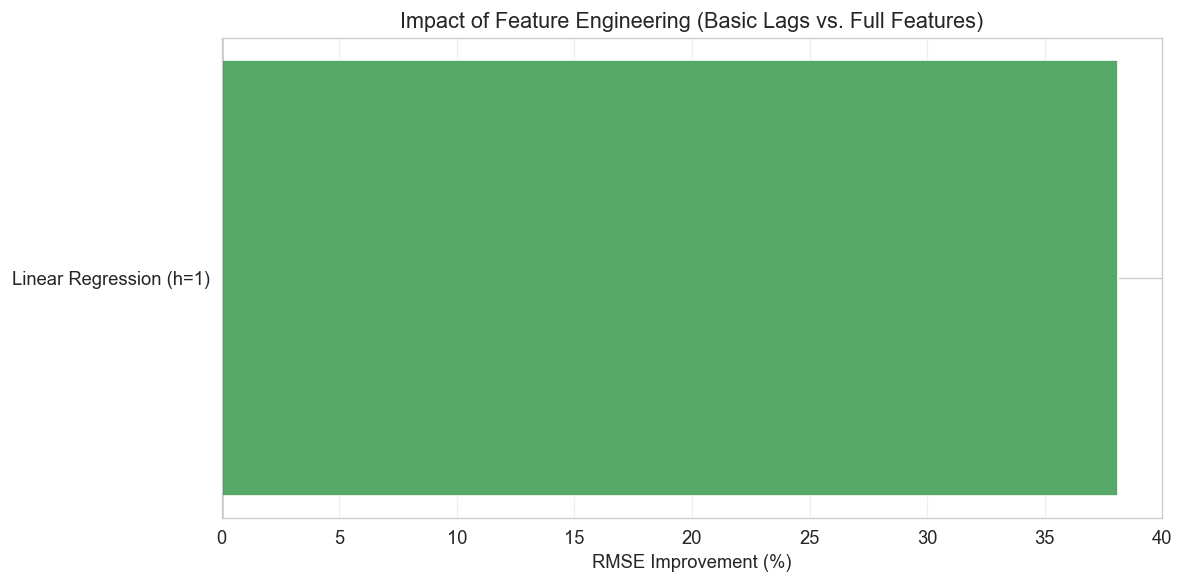 Impact of Feature Engineering (Basic Lags vs. Full Features)
Linear Regression (h=1)
0 5 10 15 20 25 30 35 40
RMSE Improvement (%)